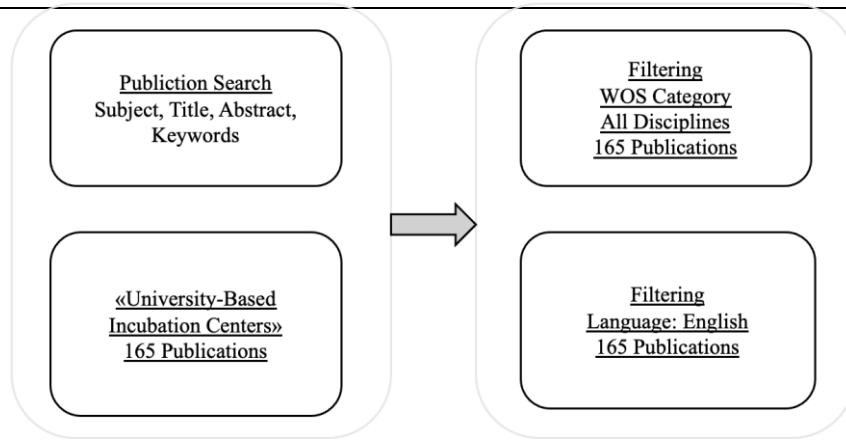 Publiction Search
Subject, Title, Abstract,
Keywords
«University-Based
Incubation Centers»
165 Publications
Filtering
WOS Category
All Disciplines
165 Publications
Filtering
Language: English
165 Publications